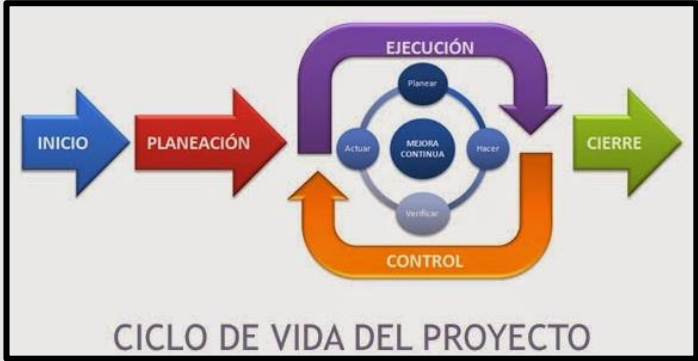 EJECUCIÓN
Planear
INICIO
PLANEACIÓN
Actuar
MEJORA
CONTINUA
Hacer
CIERRE
Verificar
CONTROL
CICLO DE VIDA DEL PROYECTO